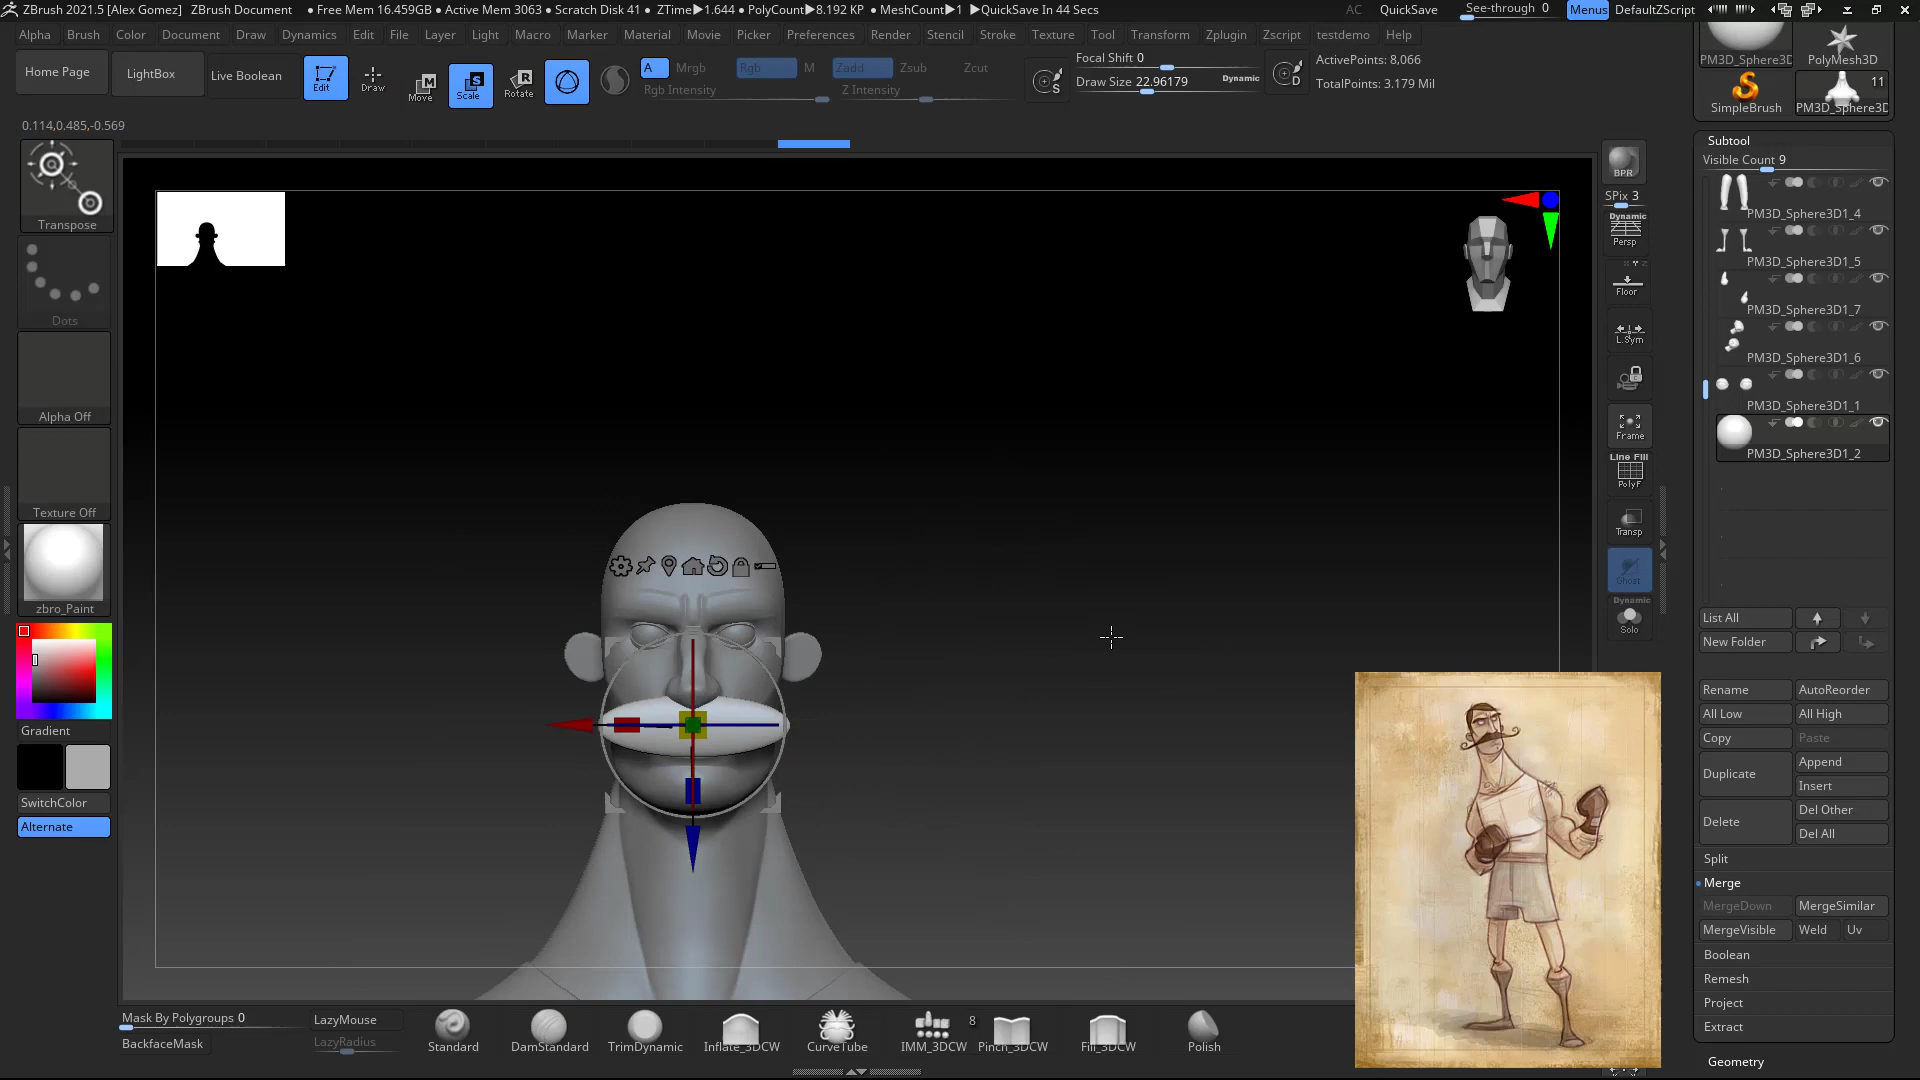 ZBrush 2021.5 [Alex Gomez] ZBrush Document • Free Mem 16.459GB • Active Mem 3063 • Scratch Disk 41 • ZTime▶1.644 • PolyCount▶8.192 KP • MeshCount▶1 ▶QuickSave In 44 Secs AC QuickSave See-through 0 Menus DefaultZScript
Alpha Brush Color Document Draw Dynamics Edit File Layer Light Macro Marker Material Movie Picker Preferences Render Stencil Stroke Texture Tool Transform Zplugin Zscript testdemo Help
Home Page LightBox Live Boolean Edit Draw Move Scale Rotate A Mrgb Rgb M Zadd Zsub Zcut
Rgb Intensity Z Intensity
Focal Shift 0
Draw Size 22.96179 Dynamic
S D
ActivePoints: 8,066
TotalPoints: 3.179 Mil
PM3D_Sphere3D PolyMesh3D
11
SimpleBrush PM3D_Sphere3D
0.114,0.485,-0.569
Transpose
Dots
Alpha Off
Texture Off
zbro_Paint
Gradient
SwitchColor
Alternate
BPR
SPix 3
Dynamic
Persp
Floor
L.Sym
Frame
Line Fill
PolyF
Transp
Ghost
Dynamic
Solo
Subtool
Visible Count 9
PM3D_Sphere3D1_4
PM3D_Sphere3D1_5
PM3D_Sphere3D1_7
PM3D_Sphere3D1_6
PM3D_Sphere3D1_1
PM3D_Sphere3D1_2
List All
New Folder
Rename AutoReorder
All Low All High
Copy Paste
Duplicate Append
Insert
Delete Del Other
Del All
Split
Merge
MergeDown MergeSimilar
MergeVisible Weld Uv
Boolean
Remesh
Project
Extract
Geometry
Mask By Polygroups 0
BackfaceMask
LazyMouse
LazyRadius
Standard DamStandard TrimDynamic Inflate_3DCW CurveTube IMM_3DCW 8 Pinch_3DCW Fill_3DCW Polish